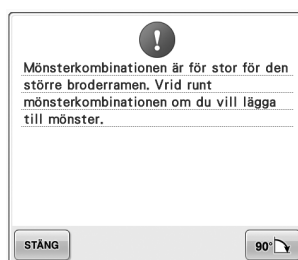 Mönsterkombinationen är för stor för den
större broderramen. Vrid runt
mönsterkombinationen om du vill lägga
till mönster.
STÄNG
90°